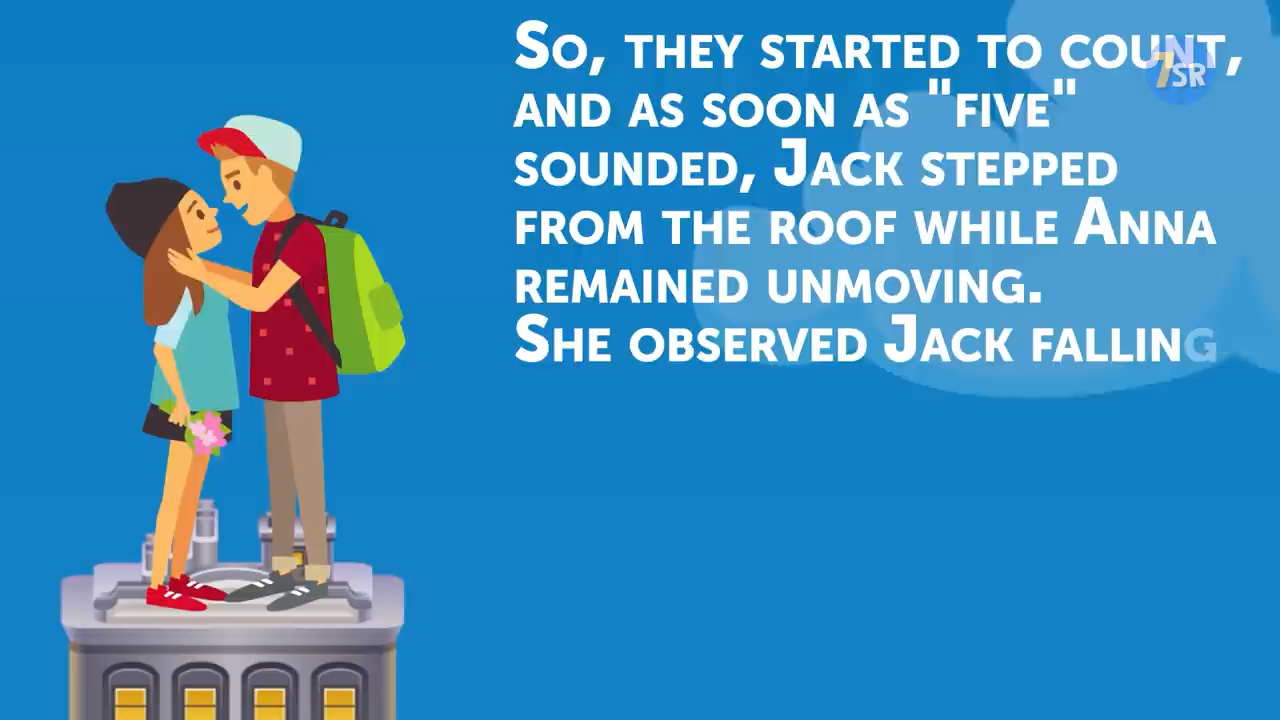 So, they started to count,
and as soon as "five"
sounded, Jack stepped
from the roof while Anna
remained unmoving.
She observed Jack falling
7SR